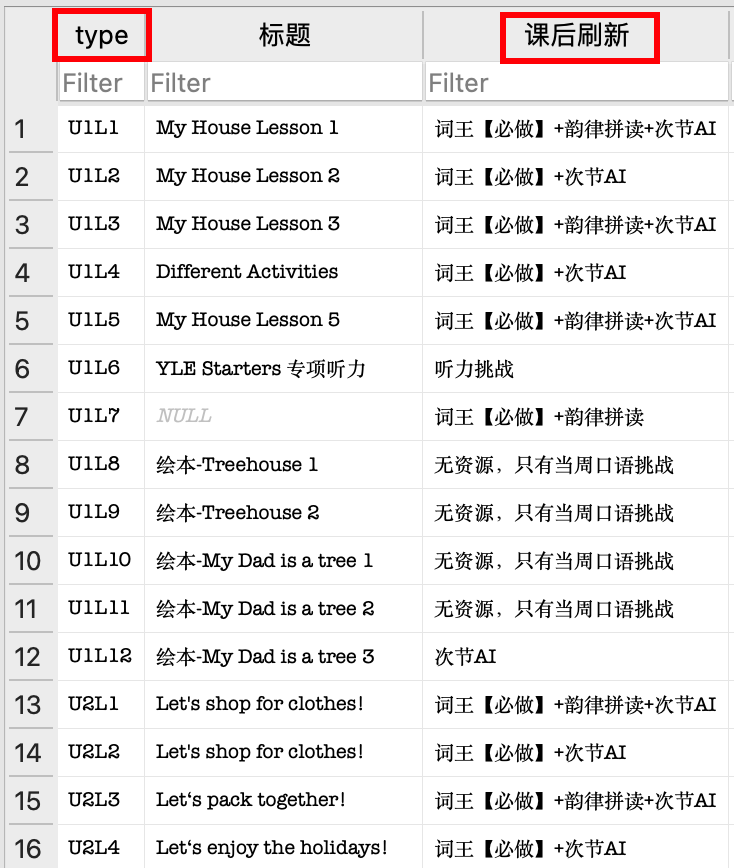 type 标题 课后刷新
Filter Filter Filter
1 U1L1 My House Lesson 1 词王【必做】+韵律拼读+次节AI
2 U1L2 My House Lesson 2 词王【必做】+次节AI
3 U1L3 My House Lesson 3 词王【必做】+韵律拼读+次节AI
4 U1L4 Different Activities 词王【必做】+次节AI
5 U1L5 My House Lesson 5 词王【必做】+韵律拼读+次节AI
6 U1L6 YLE Starters 专项听力 听力挑战
7 U1L7 NULL 词王【必做】+韵律拼读
8 U1L8 绘本-Treehouse 1 无资源，只有当周口语挑战
9 U1L9 绘本-Treehouse 2 无资源，只有当周口语挑战
10 U1L10 绘本-My Dad is a tree 1 无资源，只有当周口语挑战
11 U1L11 绘本-My Dad is a tree 2 无资源，只有当周口语挑战
12 U1L12 绘本-My Dad is a tree 3 次节AI
13 U2L1 Let's shop for clothes! 词王【必做】+韵律拼读+次节AI
14 U2L2 Let's shop for clothes! 词王【必做】+次节AI
15 U2L3 Let‘s pack together! 词王【必做】+韵律拼读+次节AI
16 U2L4 Let‘s enjoy the holidays! 词王【必做】+次节AI